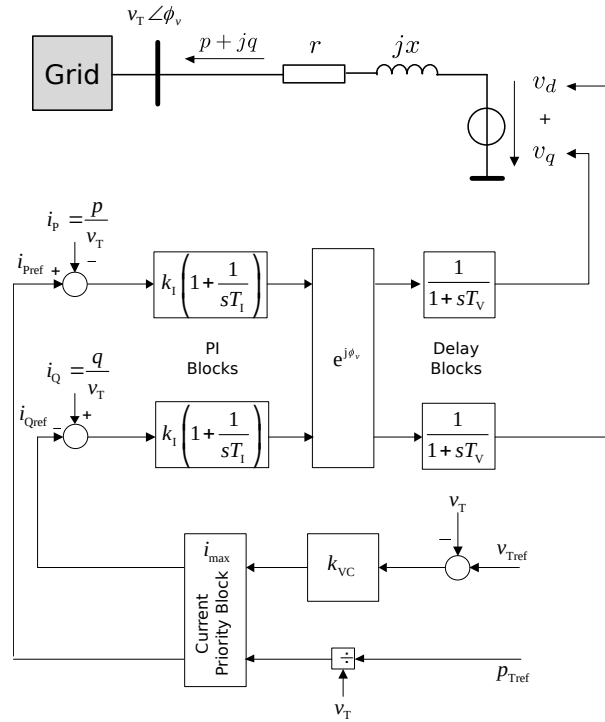 v_T ∠ϕ_v
Grid
p + jq
r
jx
v_d
+
v_q
i_P = p/v_T
−
i_Pref +
k_I(1 + 1/(sT_I))
1/(1 + sT_V)
PI Blocks
e^{jϕ_v}
Delay Blocks
i_Q = q/v_T
+
i_Qref −
k_I(1 + 1/(sT_I))
1/(1 + sT_V)
v_T
−
v_Tref
k_VC
i_max
Current Priority Block
÷
p_Tref
v_T